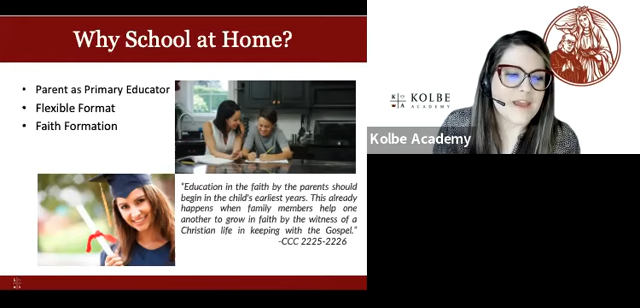 Why School at Home?
• Parent as Primary Educator
• Flexible Format
• Faith Formation
“Education in the faith by the parents should
begin in the child's earliest years. This already
happens when family members help one
another to grow in faith by the witness of a
Christian life in keeping with the Gospel.”
-CCC 2225-2226
K
A
KOLBE
ACADEMY
Kolbe Academy